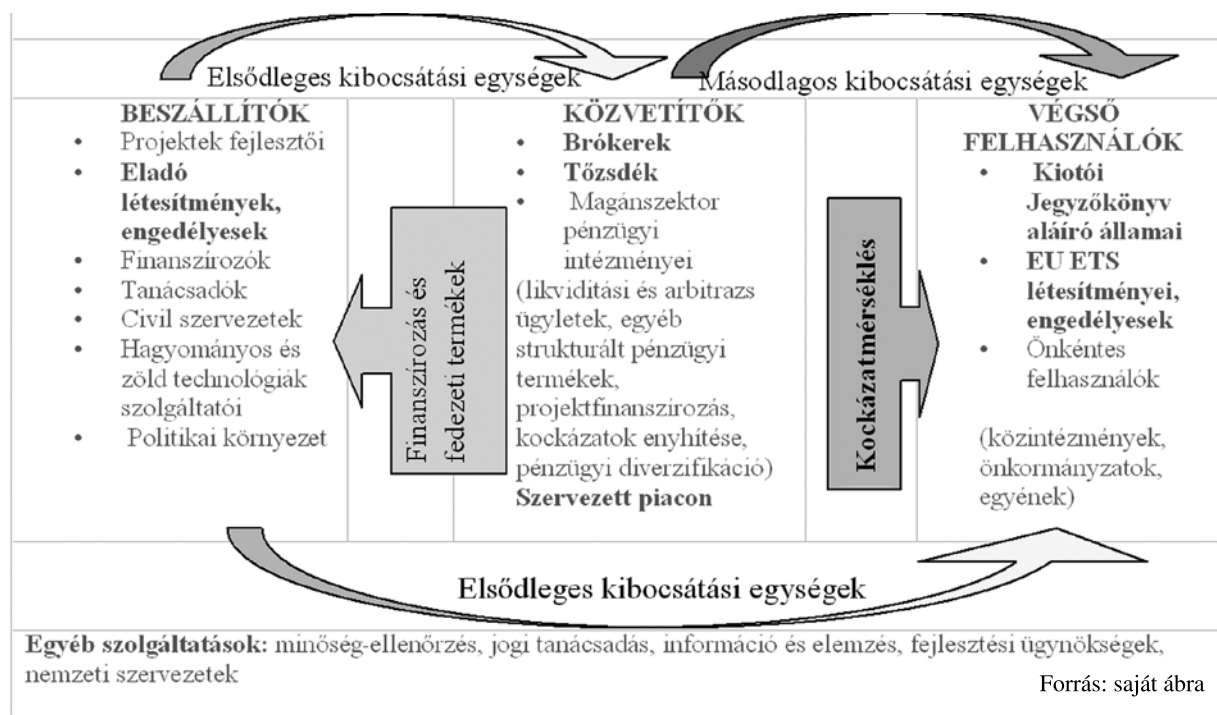 Elsődleges kibocsátási egységek
Másodlagos kibocsátási egységek
BESZÁLLÍTÓK
• Projektek fejlesztői
• Eladó
létesítmények,
engedélyesek
• Finanszírozók
• Tanácsadók
• Civil szervezetek
• Hagyományos és
zöld technológiák
szolgáltatói
• Politikai környezet
Finanszírozás és
fedezeti termékek
KÖZVETÍTŐK
• Brókerek
• Tőzsdék
• Magánszektor
pénzügyi
intézményei
(likviditási és arbitrazs
ügyletek, egyéb
strukturált pénzügyi
termékek,
projektfinanszírozás,
kockázatok enyhítése,
pénzügyi diverzifikáció)
Szervezett piacon
Kockázatmérséklés
VÉGSŐ
FELHASZNÁLÓK
• Kiotói
Jegyzőkönyv
aláíró államai
• EU ETS
létesítményei,
engedélyesek
• Önkéntes
felhasználók
(közintézmények,
önkormányzatok,
egyének)
Elsődleges kibocsátási egységek
Egyéb szolgáltatások: minőség-ellenőrzés, jogi tanácsadás, információ és elemzés, fejlesztési ügynökségek,
nemzeti szervezetek
Forrás: saját ábra